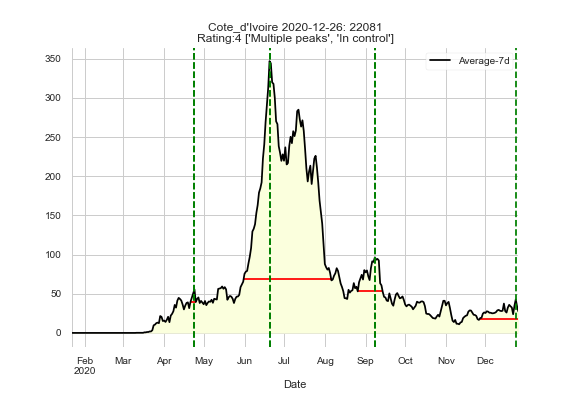 Cote_d'Ivoire 2020-12-26: 22081
Rating:4 ['Multiple peaks', 'In control']
Average-7d
350
300
250
200
150
100
50
0
Feb Mar Apr May Jun Jul Aug Sep Oct Nov Dec
2020
Date